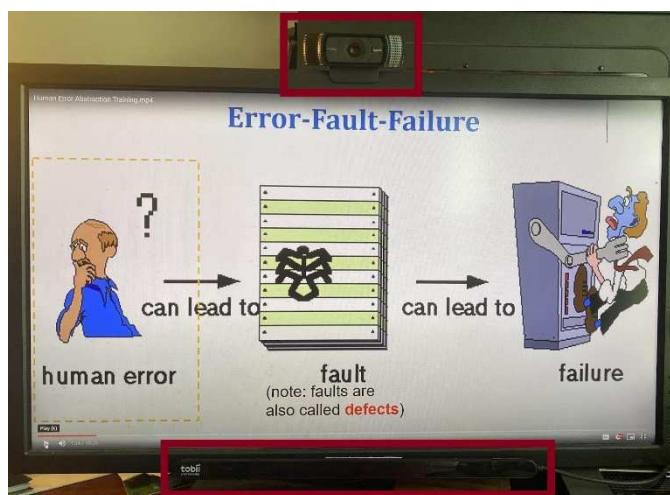 Human Error Abstraction Training.mp4
Error-Fault-Failure
?
can lead to
can lead to
human error
fault
failure
(note: faults are
also called defects)
Play (k)
tobii